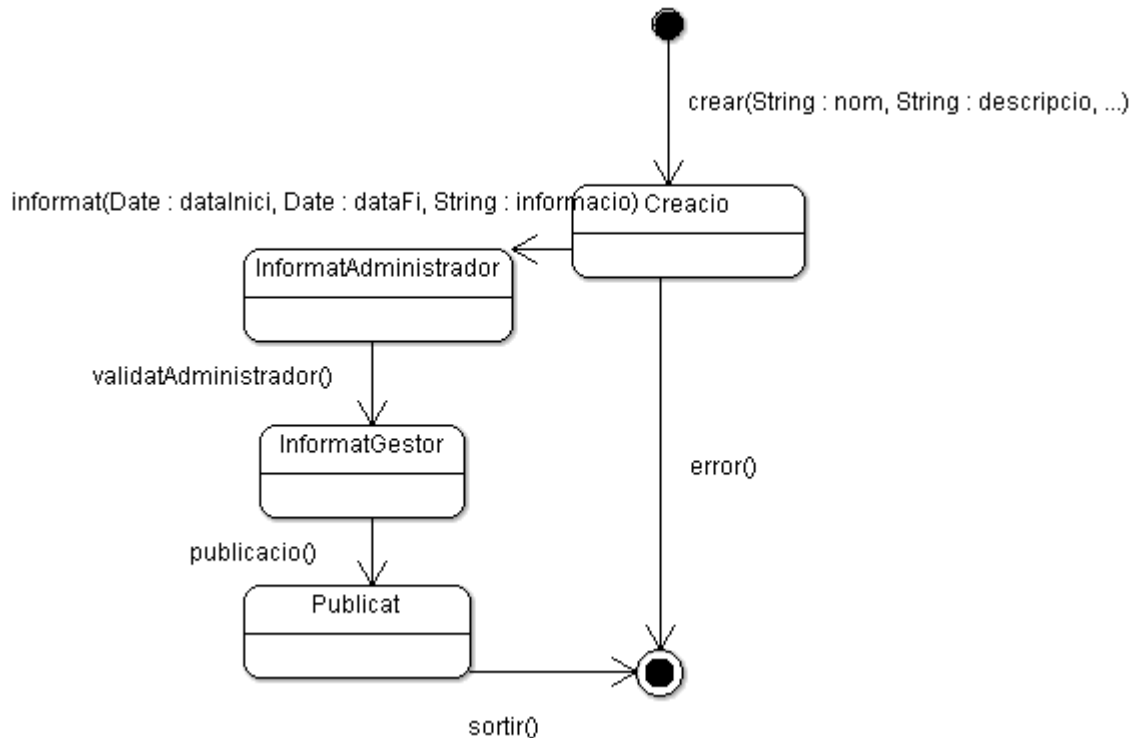 crear(String : nom, String : descripcio, ...)
informat(Date : dataInici, Date : dataFi, String : informacio)
Creacio
InformatAdministrador
validatAdministrador()
InformatGestor
error()
publicacio()
Publicat
sortir()